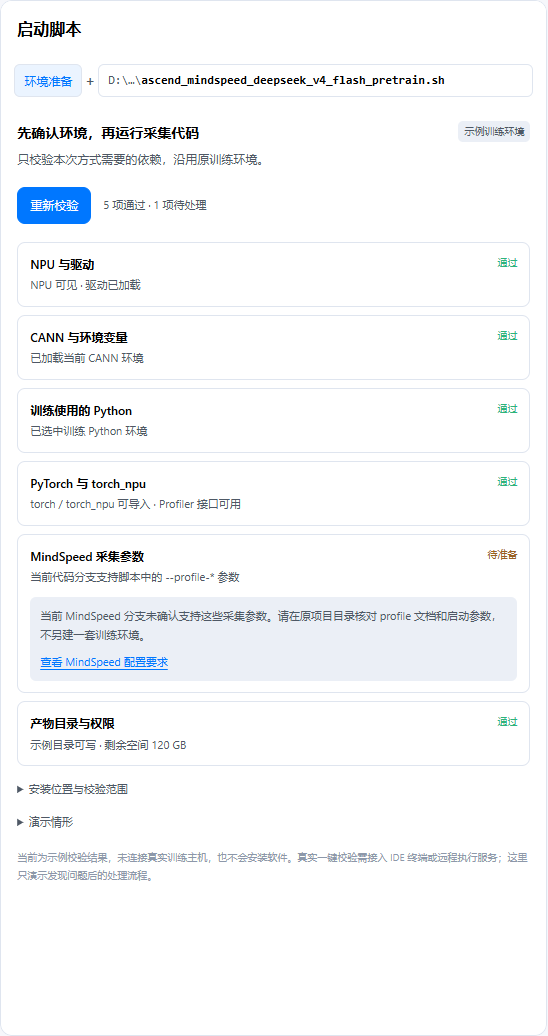 启动脚本
环境准备 + D:\…\ascend_mindspeed_deepseek_v4_flash_pretrain.sh
先确认环境，再运行采集代码
示例训练环境
只校验本次方式需要的依赖，沿用原训练环境。
重新校验
5 项通过 · 1 项待处理
NPU 与驱动
通过
NPU 可见 · 驱动已加载
CANN 与环境变量
通过
已加载当前 CANN 环境
训练使用的 Python
通过
已选中训练 Python 环境
PyTorch 与 torch_npu
通过
torch / torch_npu 可导入 · Profiler 接口可用
MindSpeed 采集参数
待准备
当前代码分支支持脚本中的 --profile-* 参数
当前 MindSpeed 分支未确认支持这些采集参数。请在原项目目录核对 profile 文档和启动参数，
不另建一套训练环境。
查看 MindSpeed 配置要求
产物目录与权限
通过
示例目录可写 · 剩余空间 120 GB
▶ 安装位置与校验范围
▶ 演示情形
当前为示例校验结果，未连接真实训练主机，也不会安装软件。真实一键校验需接入 IDE 终端或远程执行服务；这里
只演示发现问题后的处理流程。